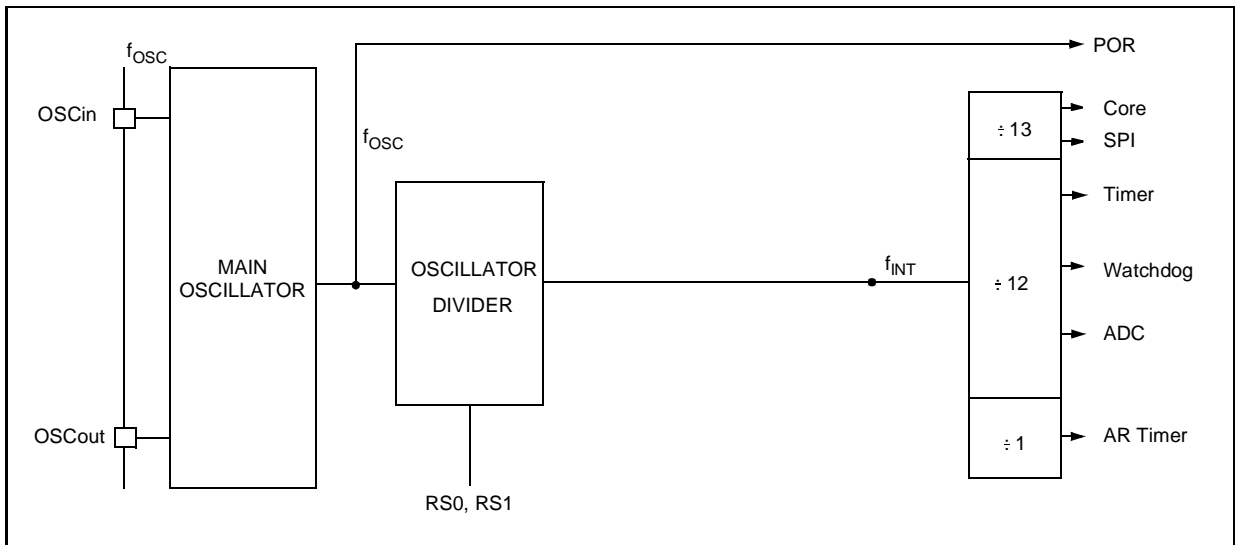 fOSC
POR
OSCin
fOSC
÷ 13
Core
SPI
MAIN
OSCILLATOR
OSCILLATOR
DIVIDER
fINT
÷ 12
Timer
Watchdog
ADC
OSCout
RS0, RS1
÷ 1
AR Timer